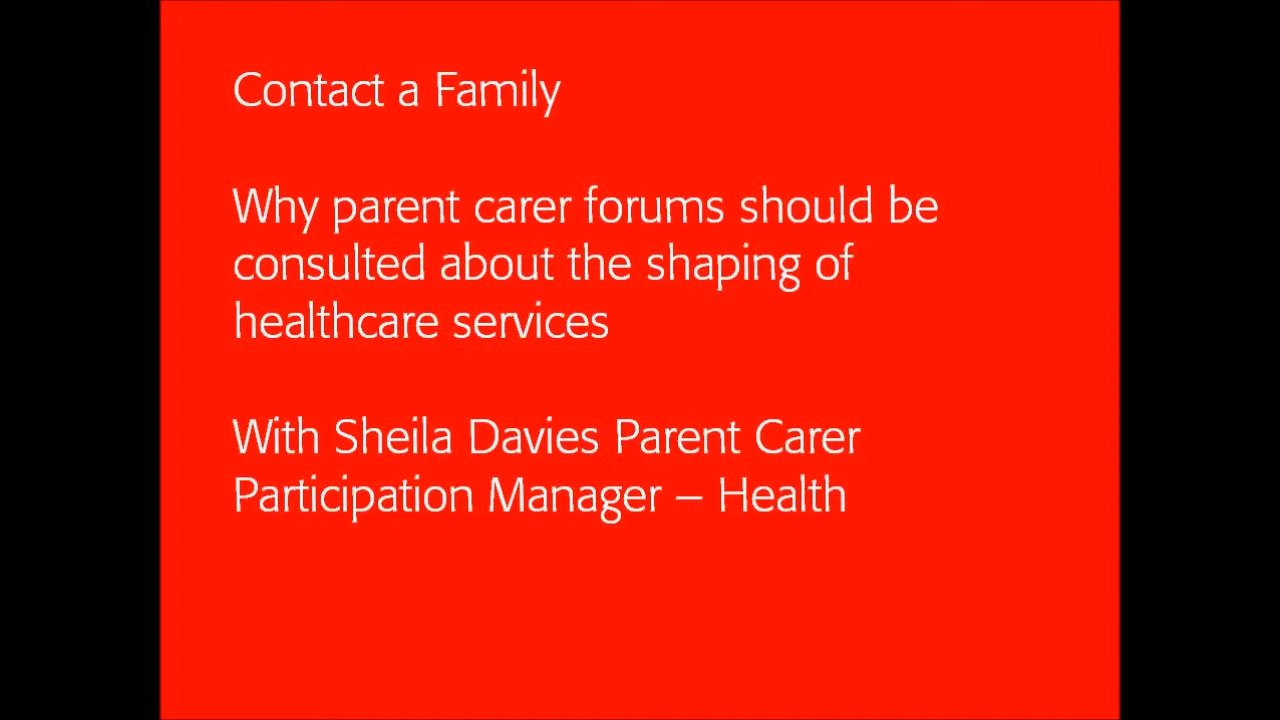 Contact a Family
Why parent carer forums should be
consulted about the shaping of
healthcare services
With Sheila Davies Parent Carer
Participation Manager – Health